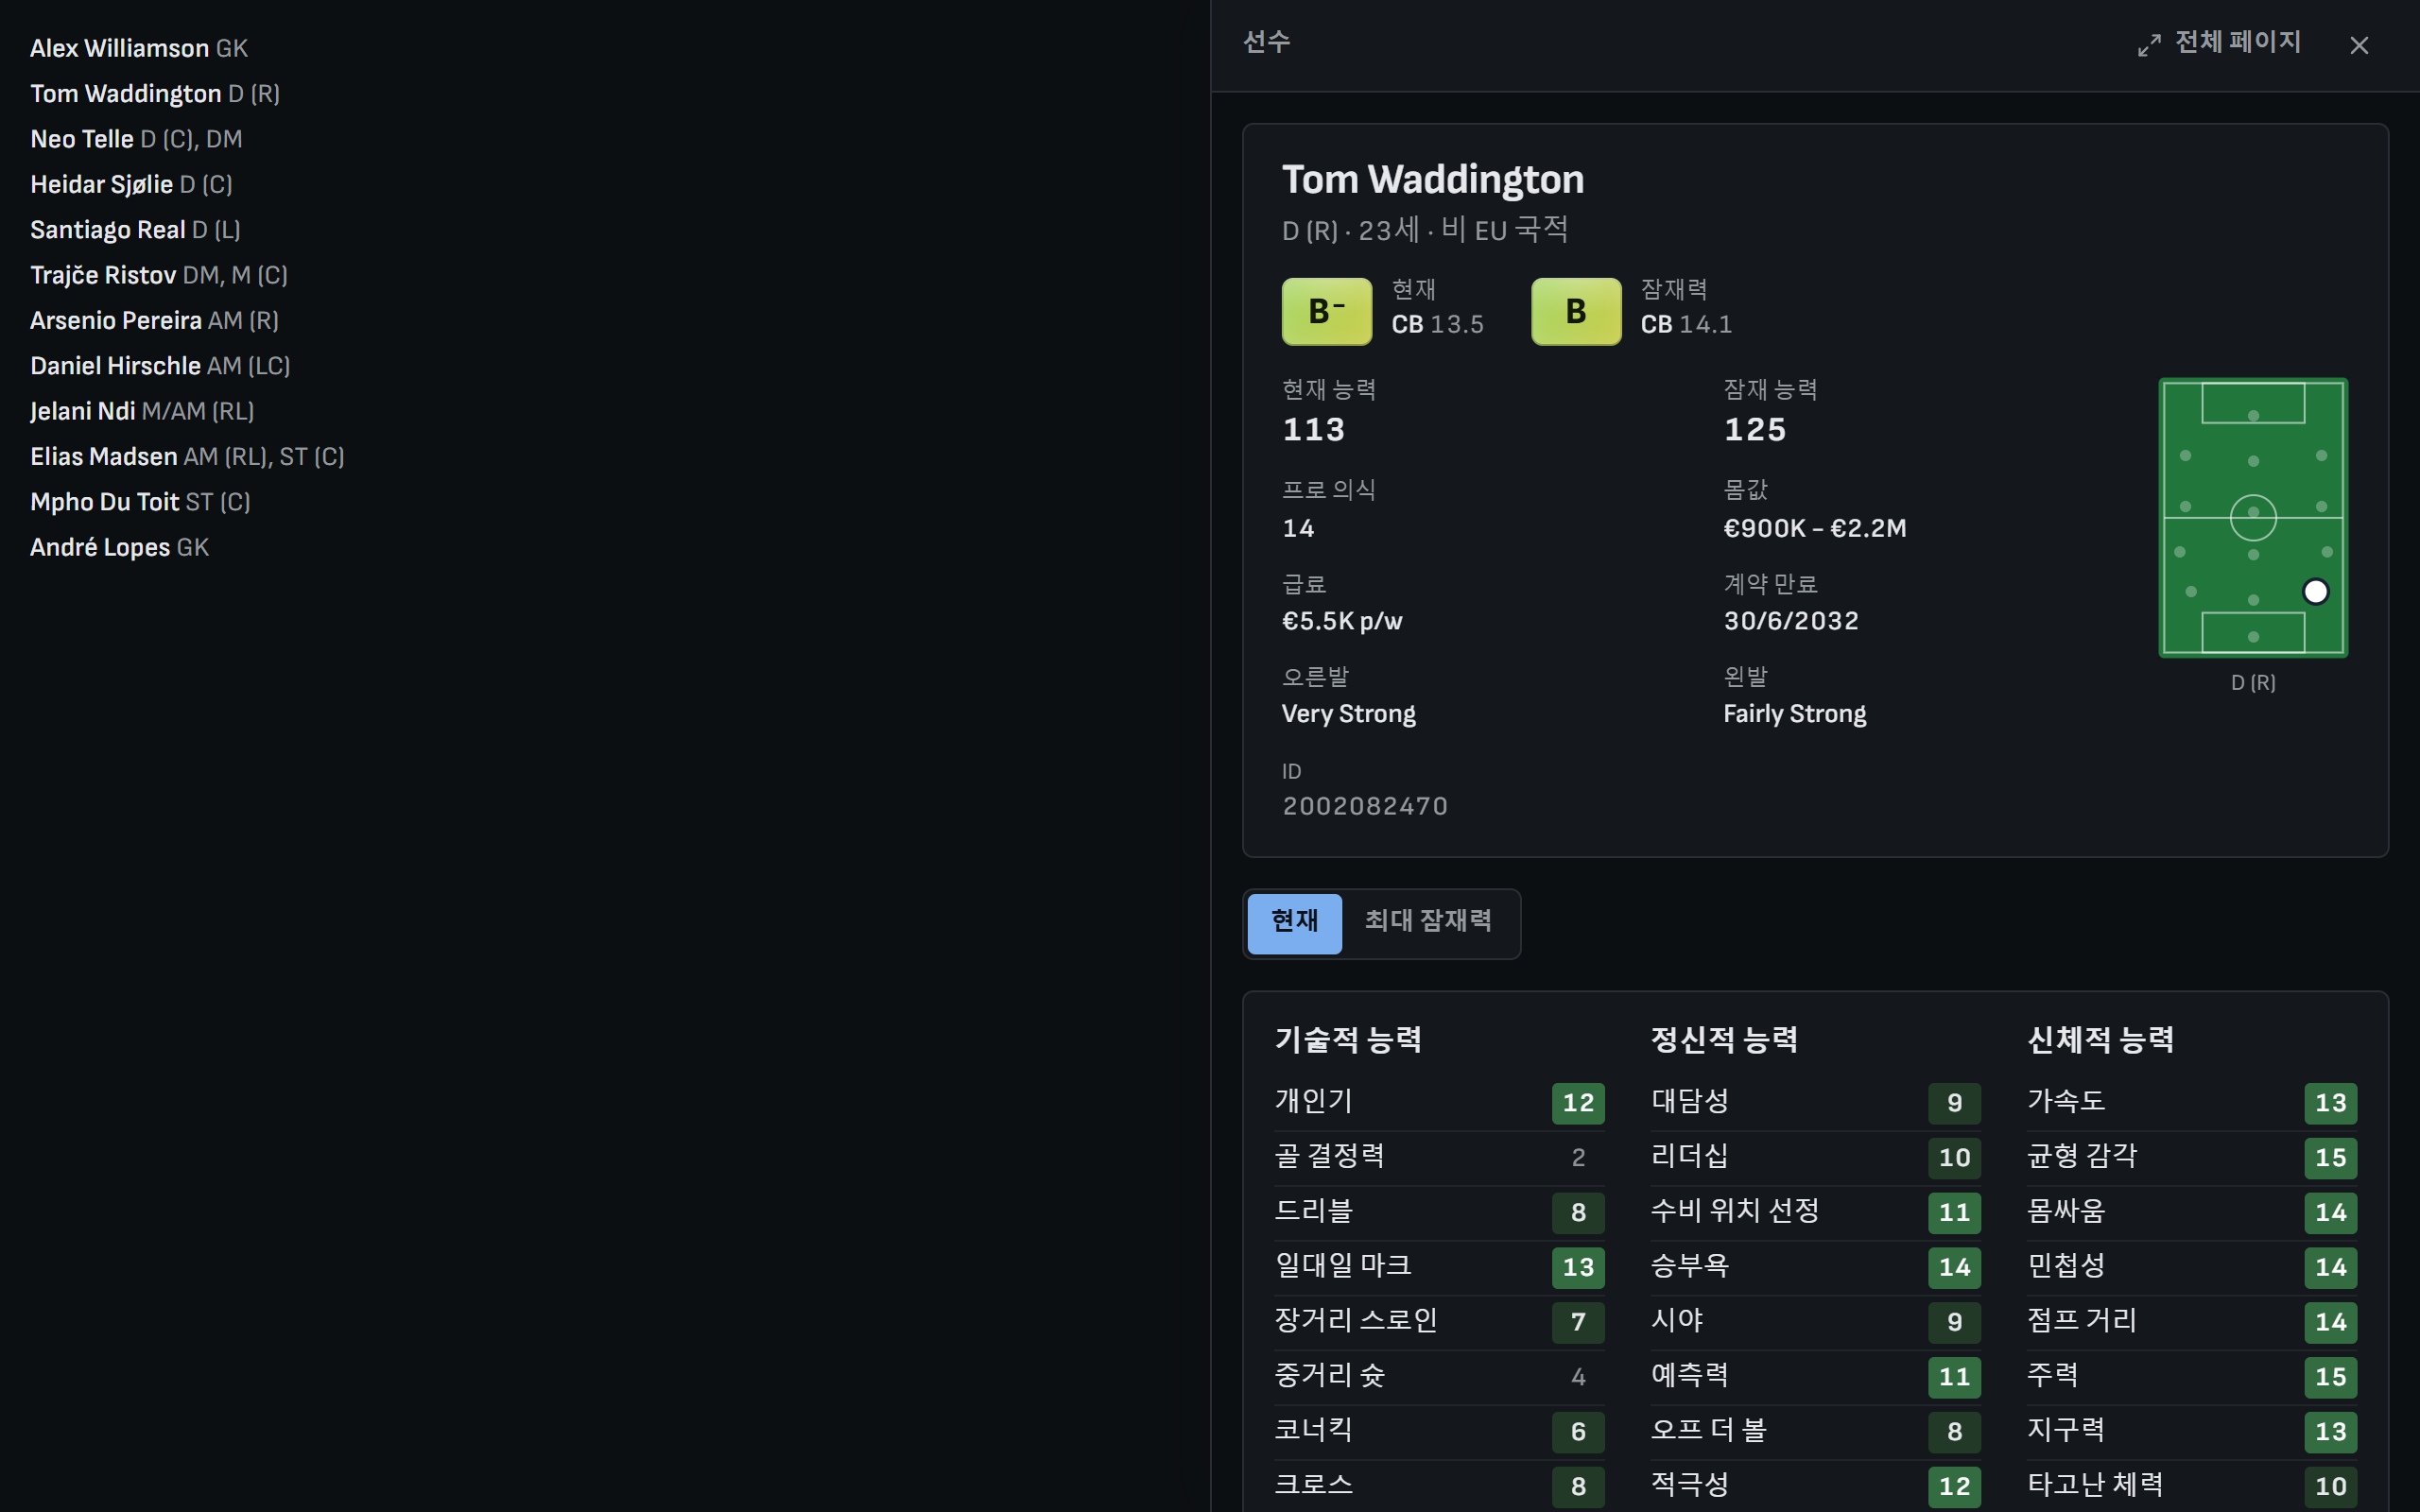 Alex Williamson GK
Tom Waddington D (R)
Neo Telle D (C), DM
Heidar Sjølie D (C)
Santiago Real D (L)
Trajče Ristov DM, M (C)
Arsenio Pereira AM (R)
Daniel Hirschle AM (LC)
Jelani Ndi M/AM (RL)
Elias Madsen AM (RL), ST (C)
Mpho Du Toit ST (C)
André Lopes GK
선수
전체 페이지
Tom Waddington
D (R) · 23세 · 비 EU 국적
B- 현재 CB 13.5
B 잠재력 CB 14.1
현재 능력 잠재 능력
113 125
프로 의식 몸값
14 €900K - €2.2M
급료 계약 만료
€5.5K p/w 30/6/2032
오른발 왼발
Very Strong Fairly Strong
D (R)
ID
2002082470
현재 최대 잠재력
기술적 능력 정신적 능력 신체적 능력
개인기 12 대담성 9 가속도 13
골 결정력 2 리더십 10 균형 감각 15
드리블 8 수비 위치 선정 11 몸싸움 14
일대일 마크 13 승부욕 14 민첩성 14
장거리 스로인 7 시야 9 점프 거리 14
중거리 슛 4 예측력 11 주력 15
코너킥 6 오프 더 볼 8 지구력 13
크로스 8 적극성 12 타고난 체력 10